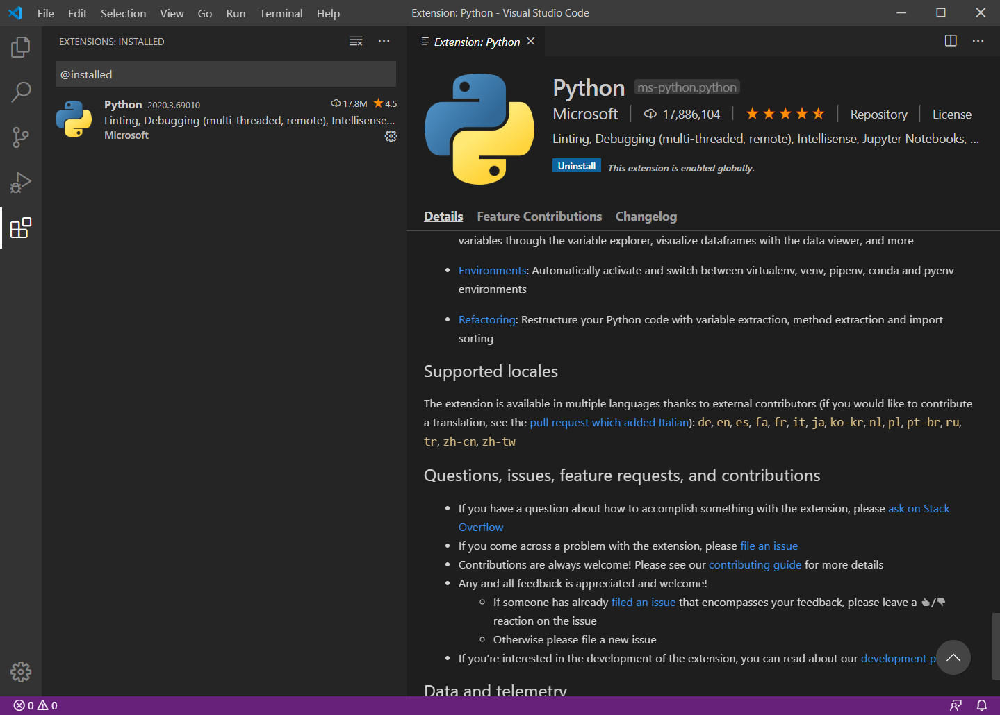 File Edit Selection View Go Run Terminal Help
Extension: Python - Visual Studio Code
EXTENSIONS: INSTALLED
@installed
Python 2020.3.69010 17.8M 4.5
Linting, Debugging (multi-threaded, remote), Intellisense...
Microsoft
Extension: Python
Python ms-python.python
Microsoft 17,886,104 Repository License
Linting, Debugging (multi-threaded, remote), Intellisense, Jupyter Notebooks, ...
Uninstall This extension is enabled globally.
Details Feature Contributions Changelog
variables through the variable explorer, visualize dataframes with the data viewer, and more
Environments: Automatically activate and switch between virtualenv, venv, pipenv, conda and pyenv
environments
Refactoring: Restructure your Python code with variable extraction, method extraction and import
sorting
Supported locales
The extension is available in multiple languages thanks to external contributors (if you would like to contribute
a translation, see the pull request which added Italian): de, en, es, fa, fr, it, ja, ko-kr, nl, pl, pt-br, ru,
tr, zh-cn, zh-tw
Questions, issues, feature requests, and contributions
If you have a question about how to accomplish something with the extension, please ask on Stack
Overflow
If you come across a problem with the extension, please file an issue
Contributions are always welcome! Please see our contributing guide for more details
Any and all feedback is appreciated and welcome!
If someone has already filed an issue that encompasses your feedback, please leave a 👍/👎
reaction on the issue
Otherwise please file a new issue
If you're interested in the development of the extension, you can read about our development p
Data and telemetry
0 0